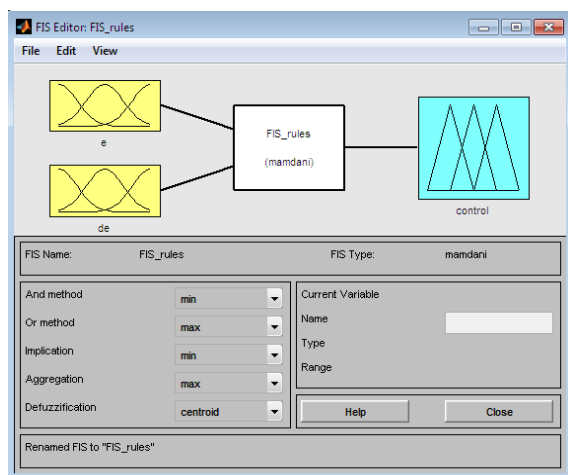 FIS Editor: FIS_rules
File Edit View
e
de
FIS_rules
(mamdani)
control
FIS Name: FIS_rules FIS Type: mamdani
And method min
Or method max
Implication min
Aggregation max
Defuzzification centroid
Current Variable
Name
Type
Range
Help Close
Renamed FIS to "FIS_rules"